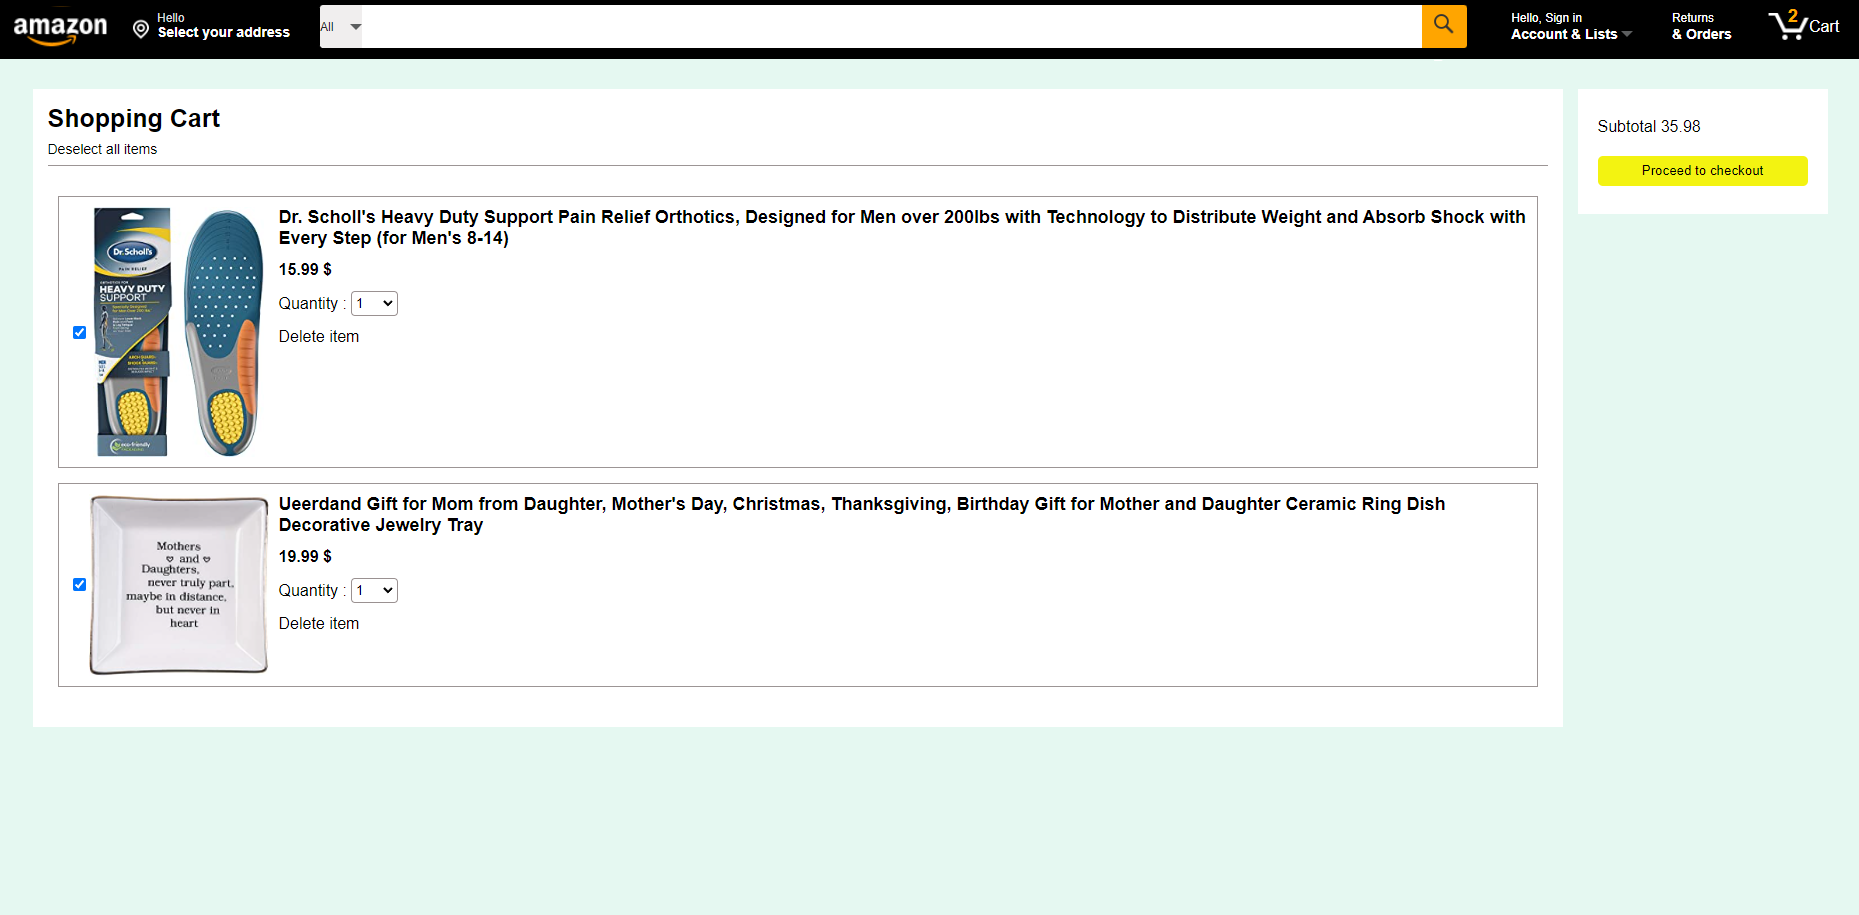 amazon
Hello
Select your address
All
Hello, Sign in
Account & Lists
Returns
& Orders
2
Cart
Shopping Cart
Deselect all items
Subtotal 35.98
Proceed to checkout
Dr. Scholl's
PAIN RELIEF
HEAVY DUTY
SUPPORT
eco-friendly
Dr. Scholl's Heavy Duty Support Pain Relief Orthotics, Designed for Men over 200lbs with Technology to Distribute Weight and Absorb Shock with
Every Step (for Men's 8-14)
15.99 $
Quantity : 1
Delete item
Mothers
and
Daughters,
never truly part,
maybe in distance,
but never in
heart
Ueerdand Gift for Mom from Daughter, Mother's Day, Christmas, Thanksgiving, Birthday Gift for Mother and Daughter Ceramic Ring Dish
Decorative Jewelry Tray
19.99 $
Quantity : 1
Delete item